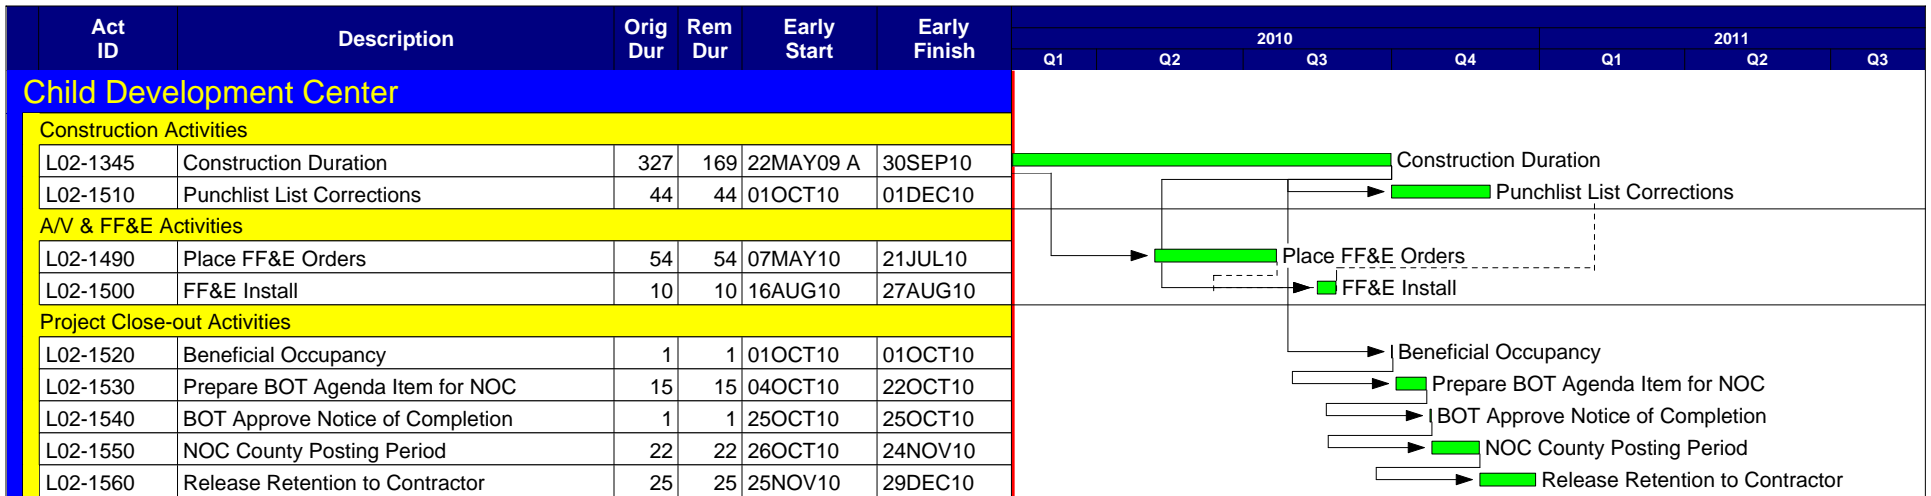 Act ID Description Orig Dur Rem Dur Early Start Early Finish
2010 2011
Q1 Q2 Q3 Q4 Q1 Q2 Q3
Child Development Center
Construction Activities
L02-1345 Construction Duration 327 169 22MAY09 A 30SEP10 Construction Duration
L02-1510 Punchlist List Corrections 44 44 01OCT10 01DEC10 Punchlist List Corrections
A/V & FF&E Activities
L02-1490 Place FF&E Orders 54 54 07MAY10 21JUL10 Place FF&E Orders
L02-1500 FF&E Install 10 10 16AUG10 27AUG10 FF&E Install
Project Close-out Activities
L02-1520 Beneficial Occupancy 1 1 01OCT10 01OCT10 Beneficial Occupancy
L02-1530 Prepare BOT Agenda Item for NOC 15 15 04OCT10 22OCT10 Prepare BOT Agenda Item for NOC
L02-1540 BOT Approve Notice of Completion 1 1 25OCT10 25OCT10 BOT Approve Notice of Completion
L02-1550 NOC County Posting Period 22 22 26OCT10 24NOV10 NOC County Posting Period
L02-1560 Release Retention to Contractor 25 25 25NOV10 29DEC10 Release Retention to Contractor